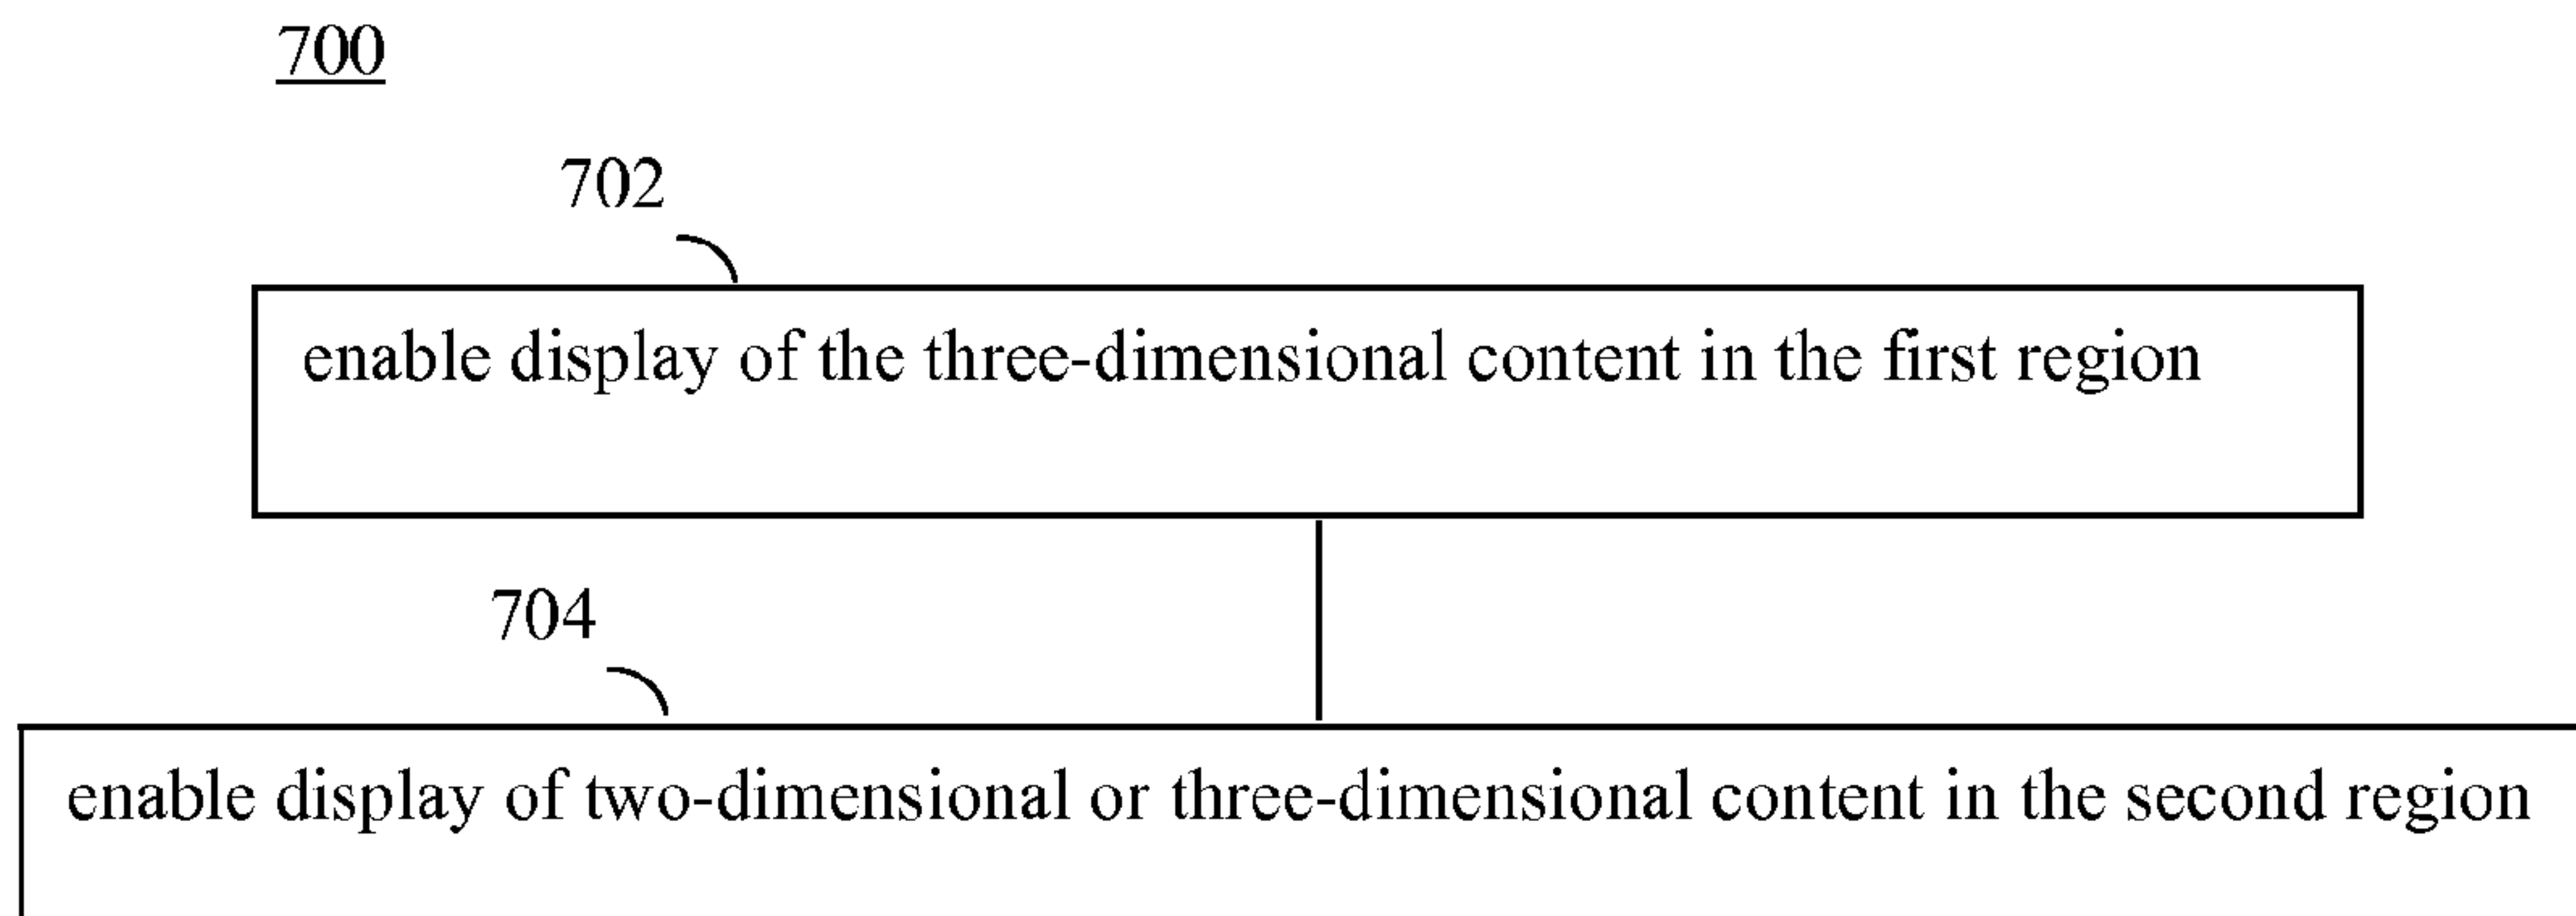 700
702
enable display of the three-dimensional content in the first region
704
enable display of two-dimensional or three-dimensional content in the second region